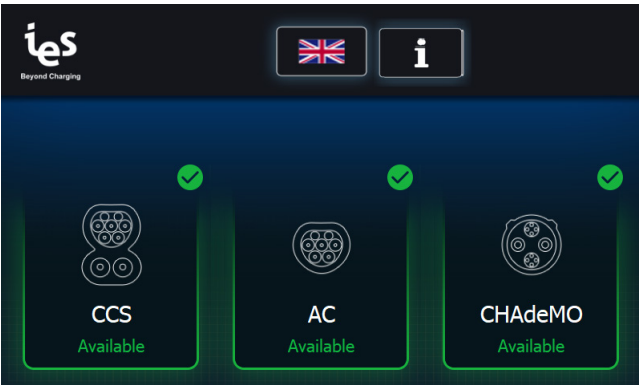 ies
Beyond Charging
i
CCS
AC
CHAdeMO
Available
Available
Available